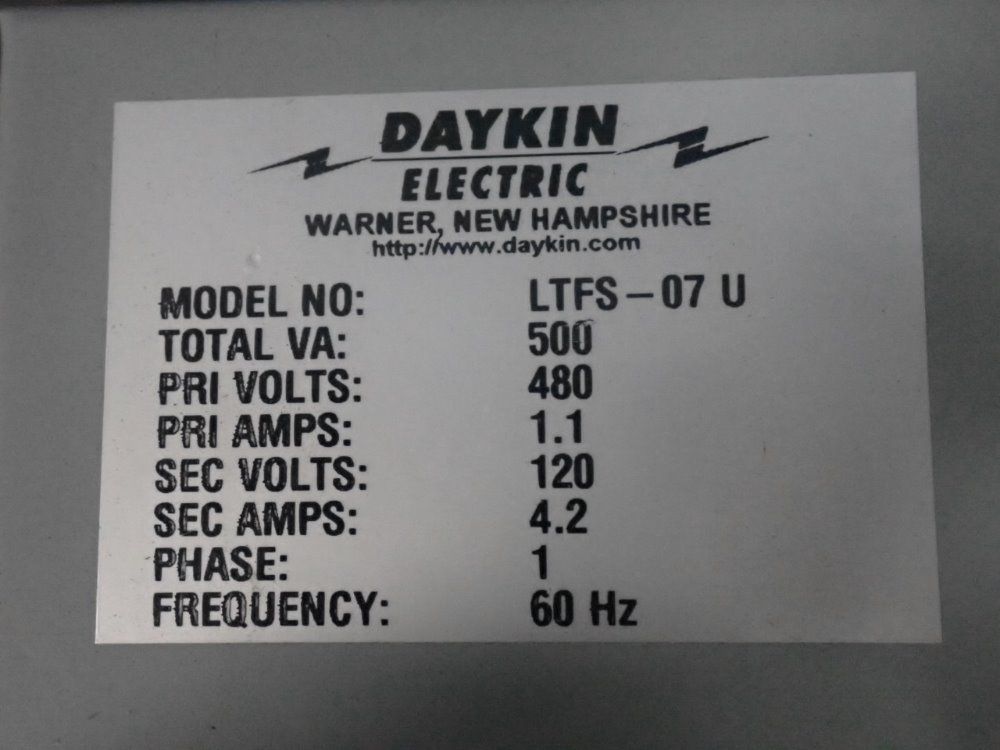 DAYKIN
ELECTRIC
WARNER, NEW HAMPSHIRE
http://www.daykin.com
MODEL NO: LTFS-07 U
TOTAL VA: 500
PRI VOLTS: 480
PRI AMPS: 1.1
SEC VOLTS: 120
SEC AMPS: 4.2
PHASE: 1
FREQUENCY: 60 Hz